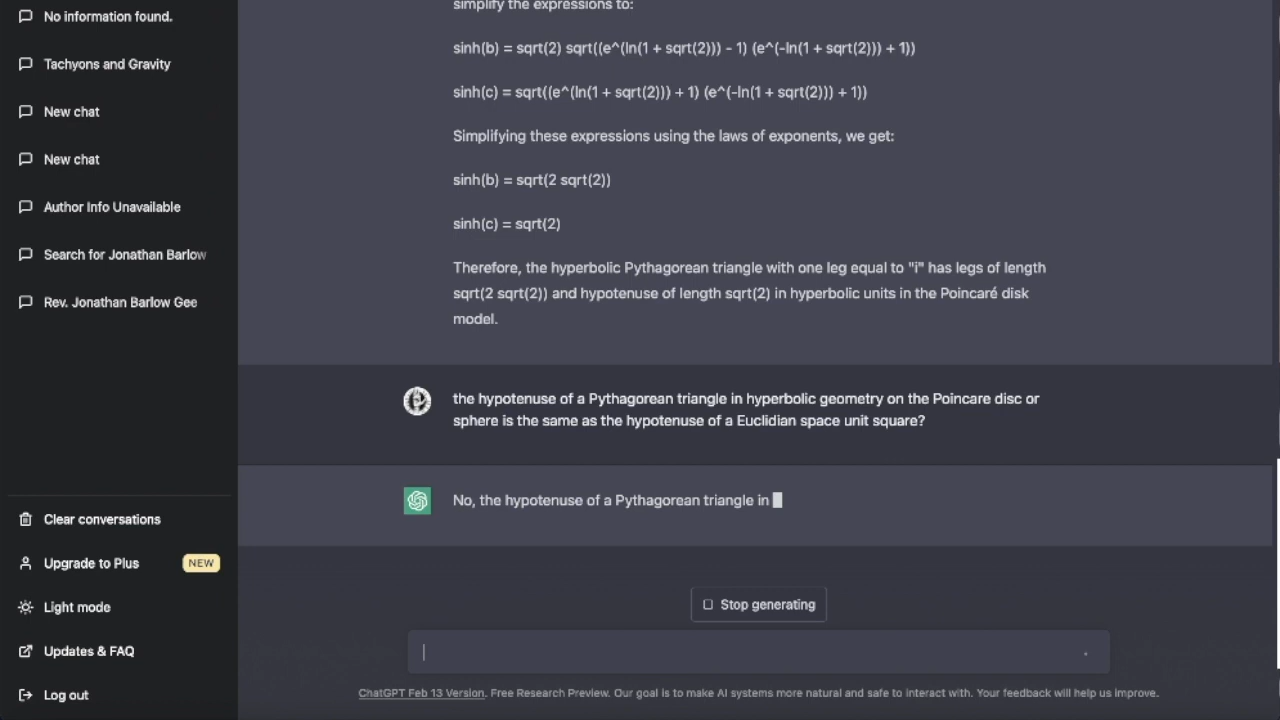 No information found.
Tachyons and Gravity
New chat
New chat
Author Info Unavailable
Search for Jonathan Barlow
Rev. Jonathan Barlow Gee
Clear conversations
Upgrade to Plus NEW
Light mode
Updates & FAQ
Log out
simplify the expressions to:
sinh(b) = sqrt(2) sqrt((e^(ln(1 + sqrt(2))) - 1) (e^(-ln(1 + sqrt(2))) + 1))
sinh(c) = sqrt((e^(ln(1 + sqrt(2))) + 1) (e^(-ln(1 + sqrt(2))) + 1))
Simplifying these expressions using the laws of exponents, we get:
sinh(b) = sqrt(2 sqrt(2))
sinh(c) = sqrt(2)
Therefore, the hyperbolic Pythagorean triangle with one leg equal to "i" has legs of length
sqrt(2 sqrt(2)) and hypotenuse of length sqrt(2) in hyperbolic units in the Poincaré disk
model.
the hypotenuse of a Pythagorean triangle in hyperbolic geometry on the Poincare disc or
sphere is the same as the hypotenuse of a Euclidian space unit square?
No, the hypotenuse of a Pythagorean triangle in
Stop generating
ChatGPT Feb 13 Version. Free Research Preview. Our goal is to make AI systems more natural and safe to interact with. Your feedback will help us improve.